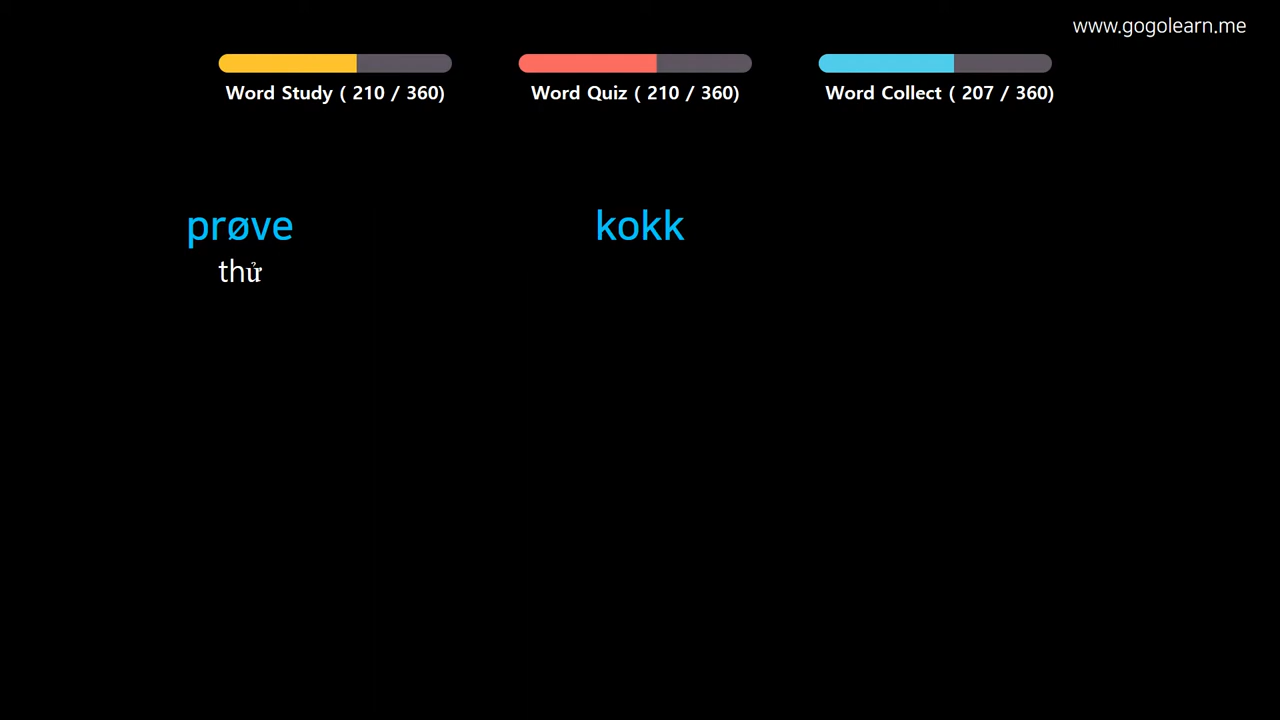 www.gogolearn.me
Word Study ( 210 / 360)
Word Quiz ( 210 / 360)
Word Collect ( 207 / 360)
prøve
kokk
thử